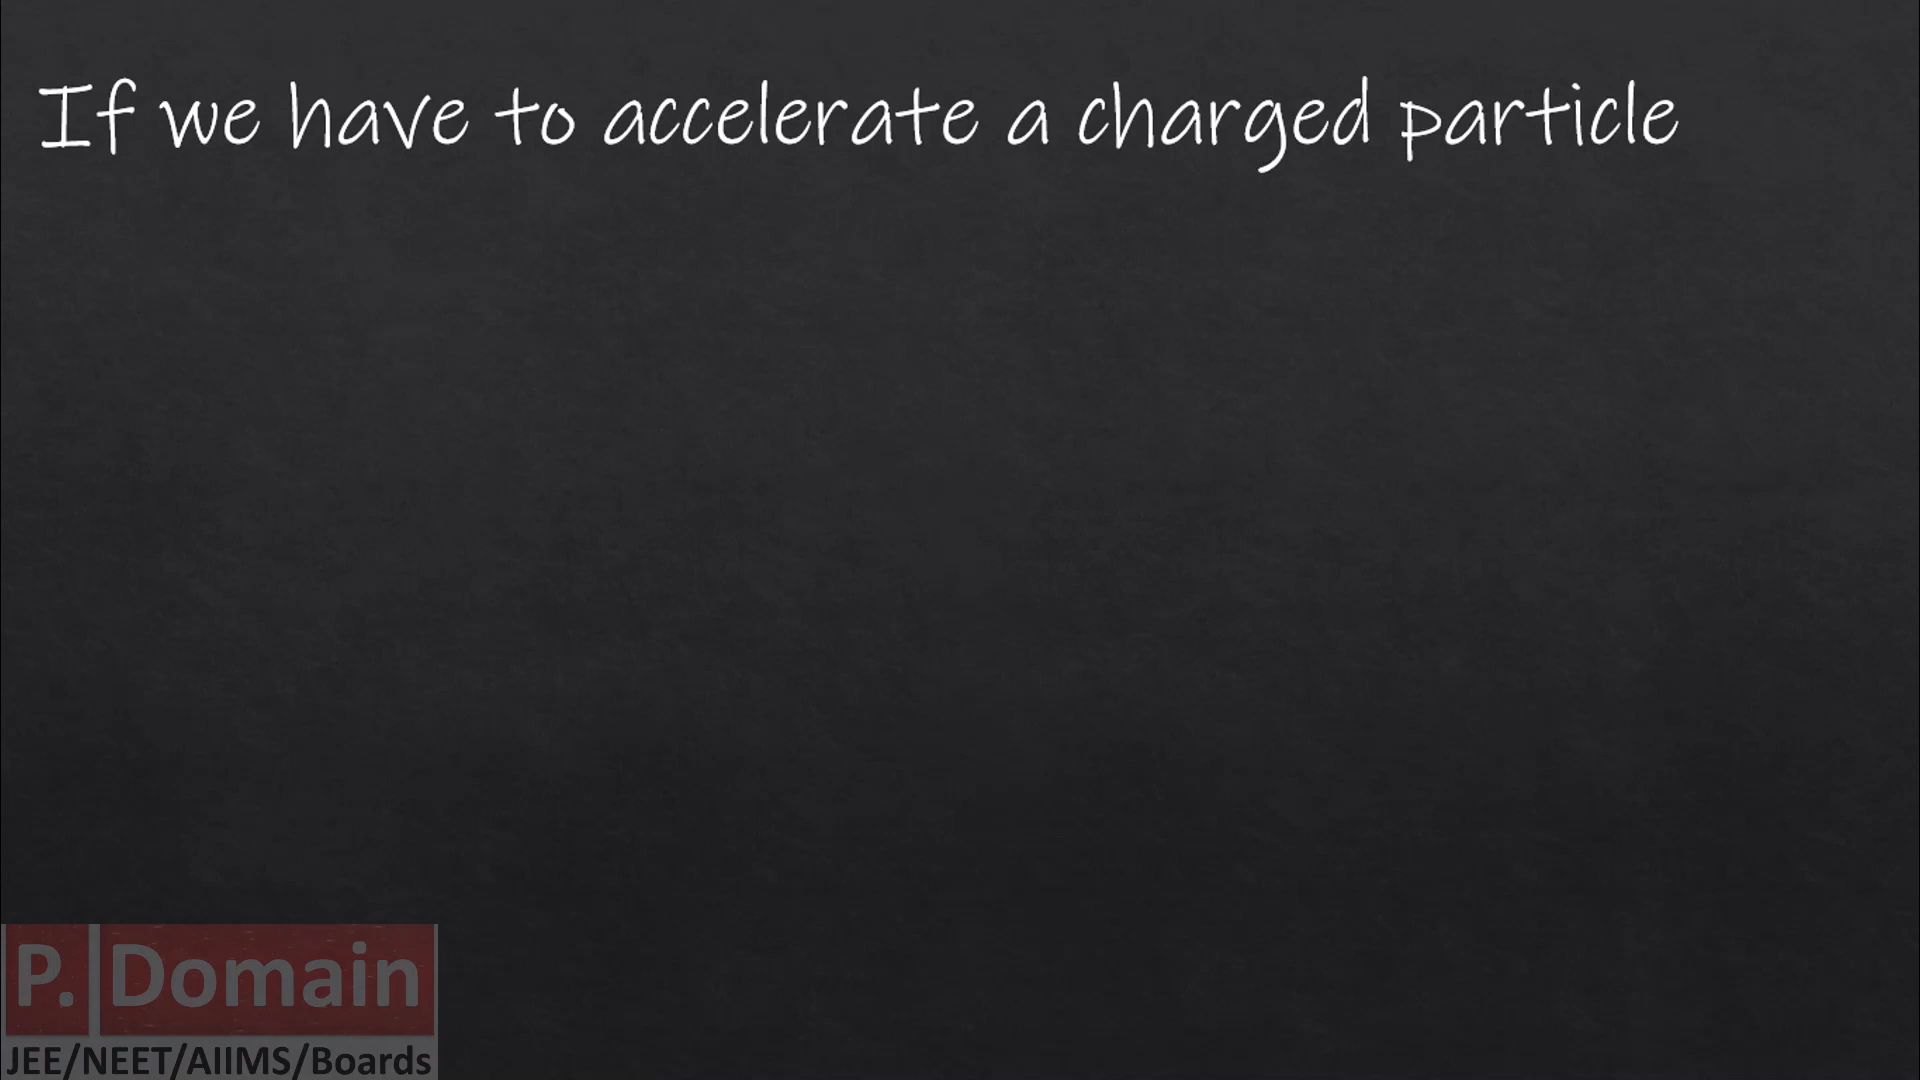 If we have to accelerate a charged particle
P. Domain
JEE/NEET/AIIMS/Boards